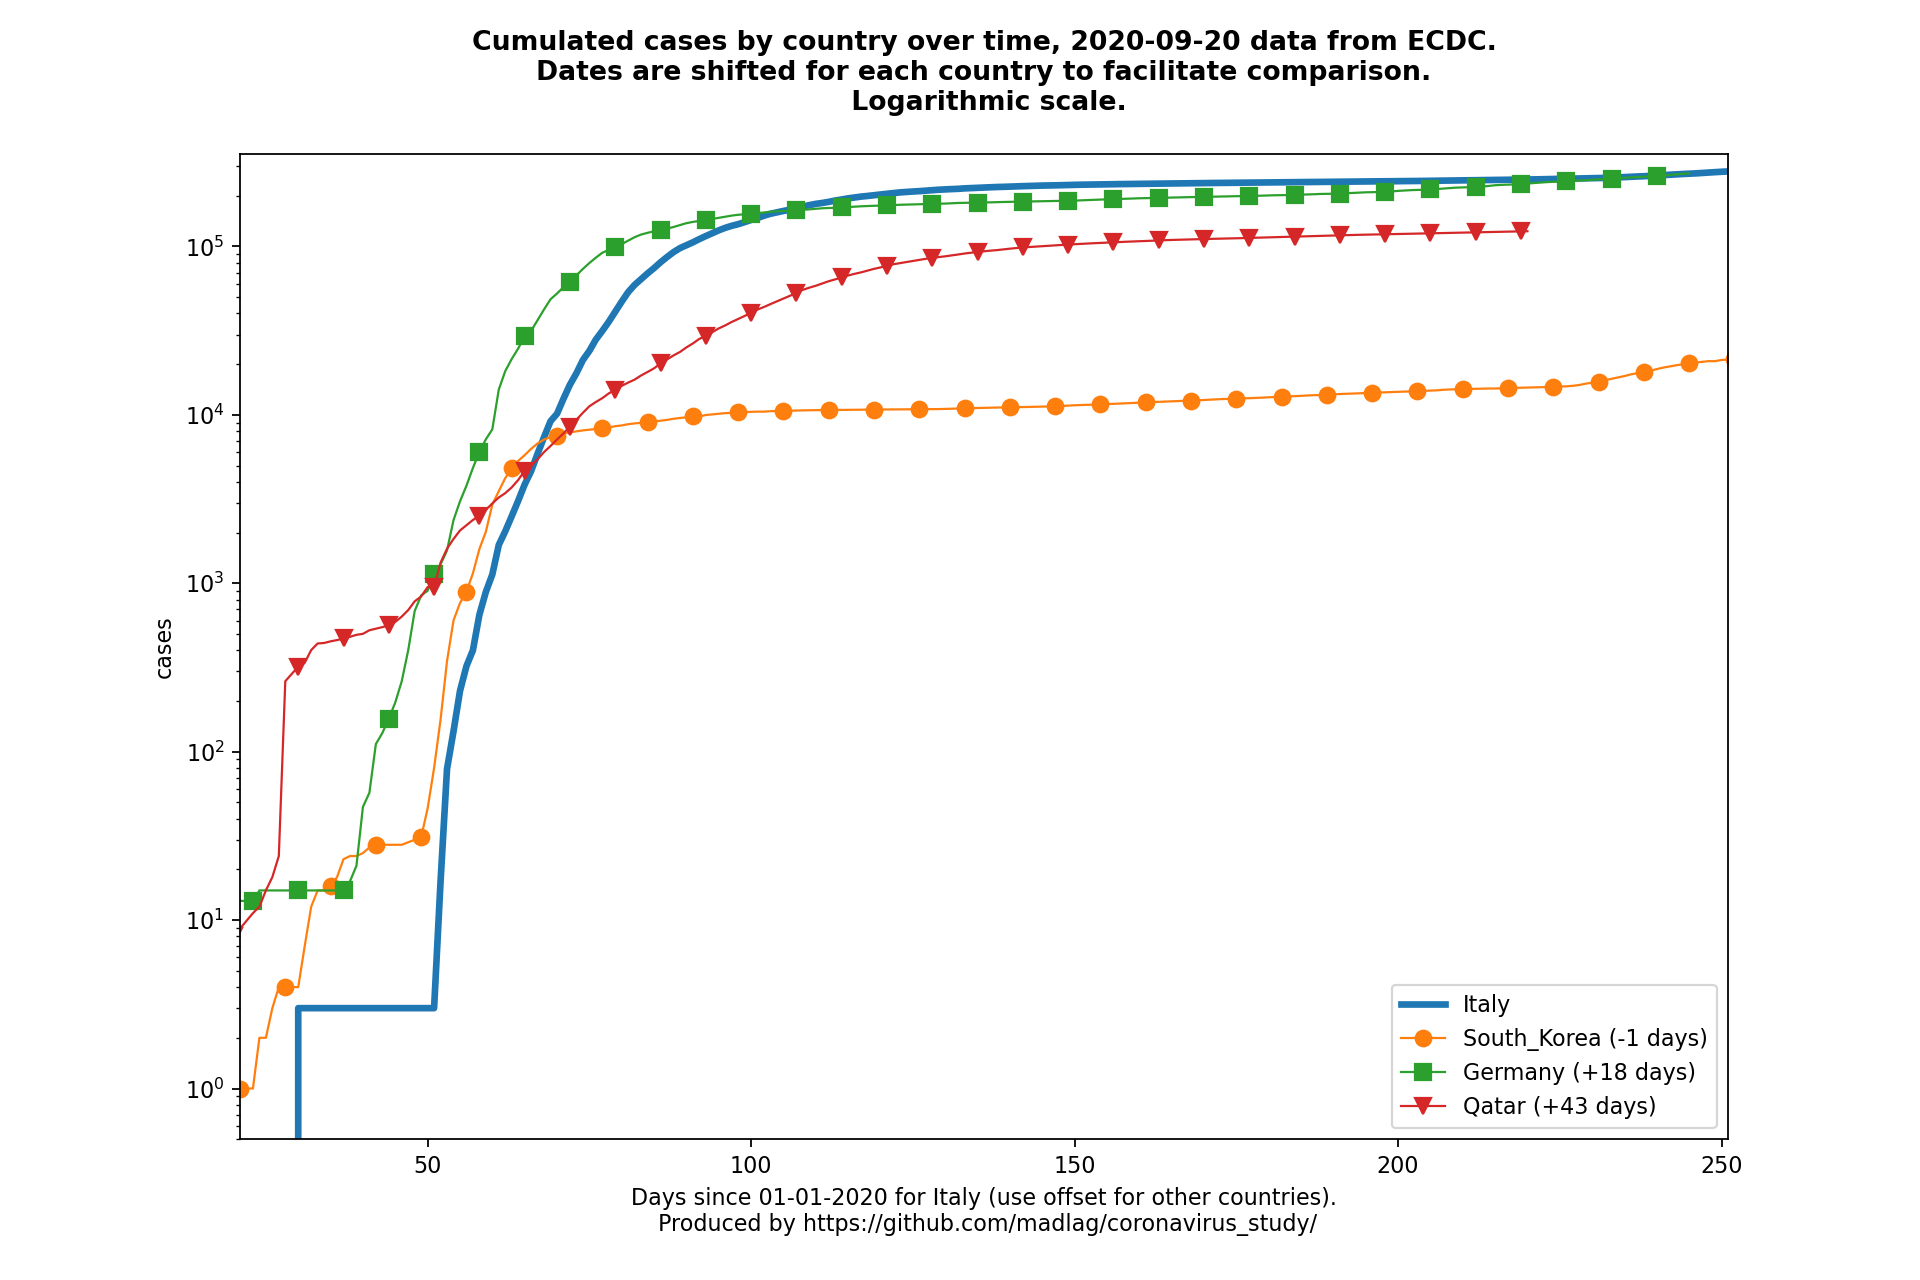 Cumulated cases by country over time, 2020-09-20 data from ECDC.
Dates are shifted for each country to facilitate comparison.
Logarithmic scale.
10^5
10^4
10^3
10^2
10^1
10^0
cases
Italy
South_Korea (-1 days)
Germany (+18 days)
Qatar (+43 days)
50 100 150 200 250
Days since 01-01-2020 for Italy (use offset for other countries).
Produced by https://github.com/madlag/coronavirus_study/